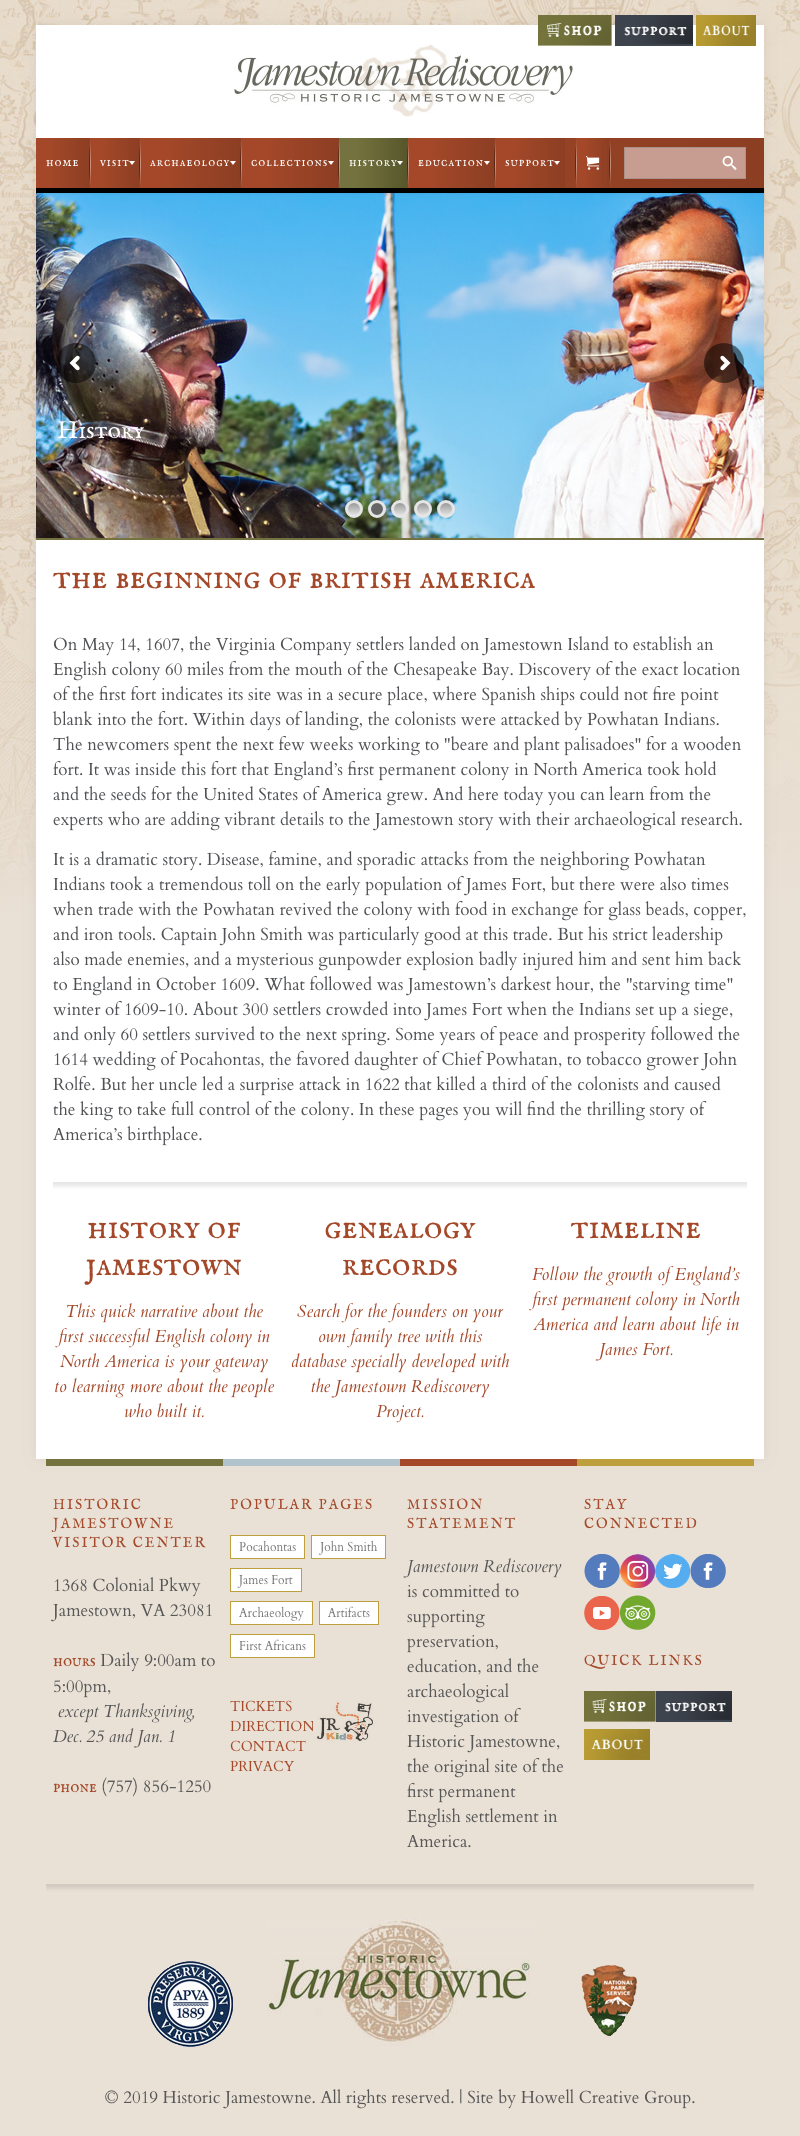 SHOP SUPPORT ABOUT
Jamestown Rediscovery
HISTORIC JAMESTOWNE
HOME VISIT ARCHAEOLOGY COLLECTIONS HISTORY EDUCATION SUPPORT
History
THE BEGINNING OF BRITISH AMERICA
On May 14, 1607, the Virginia Company settlers landed on Jamestown Island to establish an
English colony 60 miles from the mouth of the Chesapeake Bay. Discovery of the exact location
of the first fort indicates its site was in a secure place, where Spanish ships could not fire point
blank into the fort. Within days of landing, the colonists were attacked by Powhatan Indians.
The newcomers spent the next few weeks working to "beare and plant palisadoes" for a wooden
fort. It was inside this fort that England’s first permanent colony in North America took hold
and the seeds for the United States of America grew. And here today you can learn from the
experts who are adding vibrant details to the Jamestown story with their archaeological research.
It is a dramatic story. Disease, famine, and sporadic attacks from the neighboring Powhatan
Indians took a tremendous toll on the early population of James Fort, but there were also times
when trade with the Powhatan revived the colony with food in exchange for glass beads, copper,
and iron tools. Captain John Smith was particularly good at this trade. But his strict leadership
also made enemies, and a mysterious gunpowder explosion badly injured him and sent him back
to England in October 1609. What followed was Jamestown’s darkest hour, the "starving time"
winter of 1609-10. About 300 settlers crowded into James Fort when the Indians set up a siege,
and only 60 settlers survived to the next spring. Some years of peace and prosperity followed the
1614 wedding of Pocahontas, the favored daughter of Chief Powhatan, to tobacco grower John
Rolfe. But her uncle led a surprise attack in 1622 that killed a third of the colonists and caused
the king to take full control of the colony. In these pages you will find the thrilling story of
America’s birthplace.
HISTORY OF
JAMESTOWN
This quick narrative about the
first successful English colony in
North America is your gateway
to learning more about the people
who built it.
GENEALOGY
RECORDS
Search for the founders on your
own family tree with this
database specially developed with
the Jamestown Rediscovery
Project.
TIMELINE
Follow the growth of England’s
first permanent colony in North
America and learn about life in
James Fort.
HISTORIC
JAMESTOWNE
VISITOR CENTER
1368 Colonial Pkwy
Jamestown, VA 23081
HOURS Daily 9:00am to
5:00pm,
except Thanksgiving,
Dec. 25 and Jan. 1
PHONE (757) 856-1250
POPULAR PAGES
Pocahontas John Smith
James Fort
Archaeology Artifacts
First Africans
TICKETS
DIRECTION
CONTACT
PRIVACY
JR
Kids
MISSION
STATEMENT
Jamestown Rediscovery
is committed to
supporting
preservation,
education, and the
archaeological
investigation of
Historic Jamestowne,
the original site of the
first permanent
English settlement in
America.
STAY
CONNECTED
QUICK LINKS
SHOP SUPPORT
ABOUT
PRESERVATION
APVA
1889
VIRGINIA
HISTORIC
Jamestowne®
NATIONAL
PARK
SERVICE
© 2019 Historic Jamestowne. All rights reserved. | Site by Howell Creative Group.